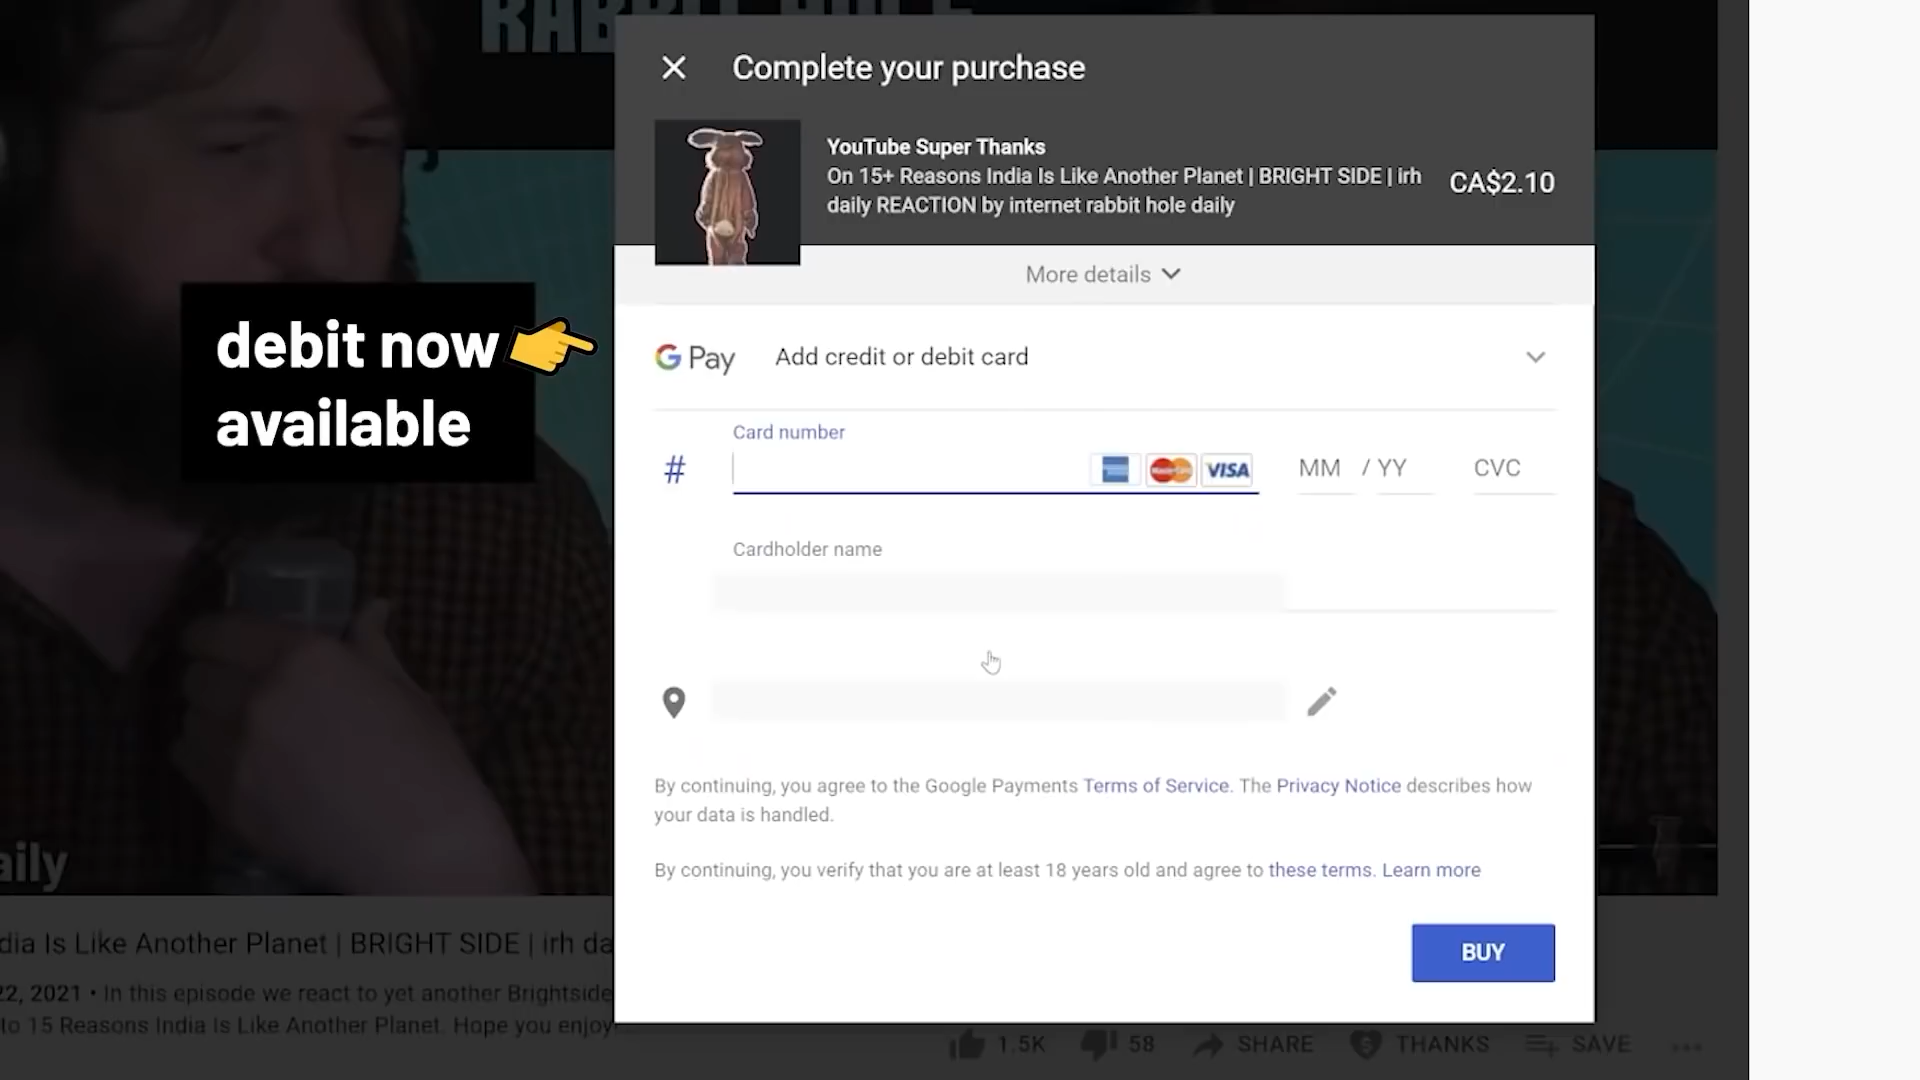 Complete your purchase
YouTube Super Thanks
On 15+ Reasons India Is Like Another Planet | BRIGHT SIDE | irh
daily REACTION by internet rabbit hole daily
CA$2.10
More details
debit now
available
G Pay
Add credit or debit card
Card number
#
MasterCard
VISA
MM / YY
CVC
Cardholder name
By continuing, you agree to the Google Payments Terms of Service. The Privacy Notice describes how
your data is handled.
By continuing, you verify that you are at least 18 years old and agree to these terms. Learn more
BUY
aily
dia Is Like Another Planet | BRIGHT SIDE | irh da
22, 2021 • In this episode we react to yet another Brightside
to 15 Reasons India Is Like Another Planet. Hope you enjoy
1.5K
58
SHARE
THANKS
SAVE